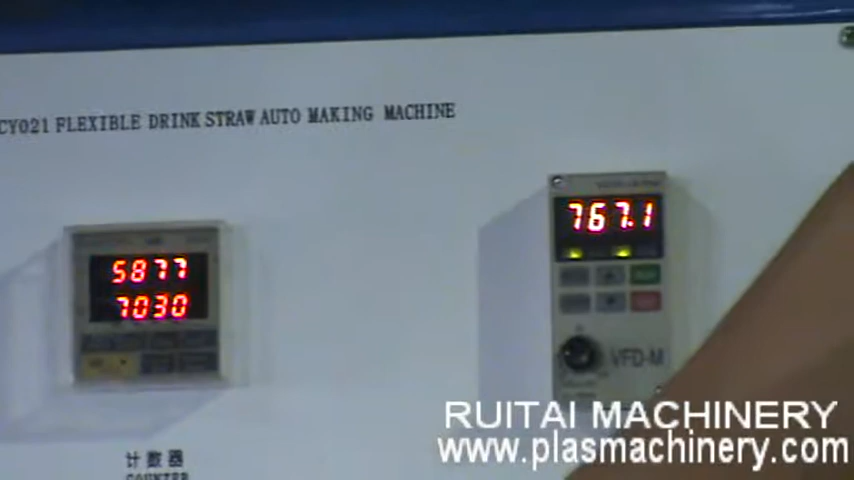 CY021 FLEXIBLE DRINK STRAW AUTO MAKING MACHINE
767.1
5877
7030
VFD-M
计数器
COUNTER
RUITAI MACHINERY
www.plasmachinery.com